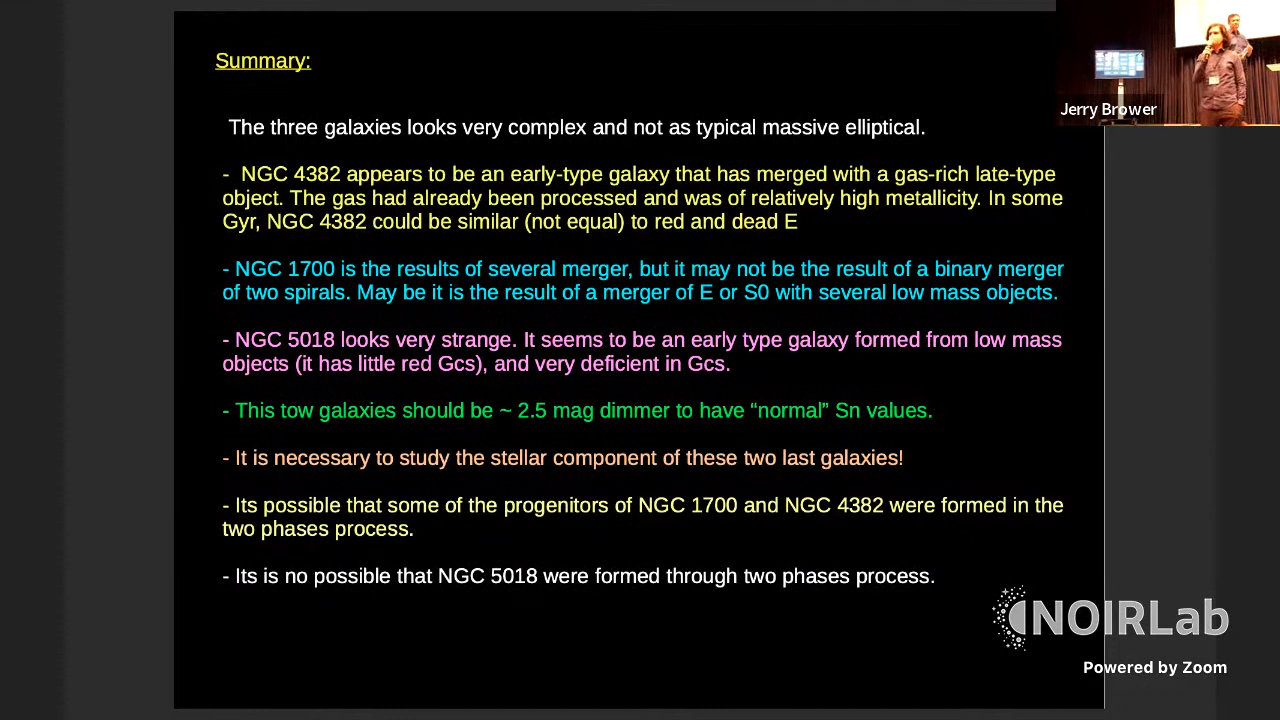 Summary:
The three galaxies looks very complex and not as typical massive elliptical.
- NGC 4382 appears to be an early-type galaxy that has merged with a gas-rich late-type
object. The gas had already been processed and was of relatively high metallicity. In some
Gyr, NGC 4382 could be similar (not equal) to red and dead E
- NGC 1700 is the results of several merger, but it may not be the result of a binary merger
of two spirals. May be it is the result of a merger of E or S0 with several low mass objects.
- NGC 5018 looks very strange. It seems to be an early type galaxy formed from low mass
objects (it has little red Gcs), and very deficient in Gcs.
- This tow galaxies should be ~ 2.5 mag dimmer to have “normal” Sn values.
- It is necessary to study the stellar component of these two last galaxies!
- Its possible that some of the progenitors of NGC 1700 and NGC 4382 were formed in the
two phases process.
- Its is no possible that NGC 5018 were formed through two phases process.
Jerry Brower
NOIRLab
Powered by Zoom